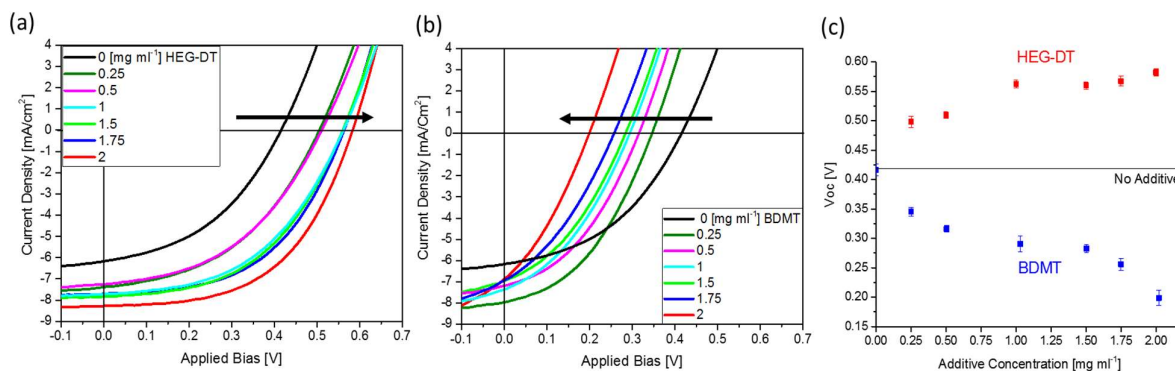 (a)
4
3
2
1
0
-1
-2
-3
-4
-5
-6
-7
-8
-9
Current Density [mA/cm²]
0 [mg ml⁻¹] HEG-DT
0.25
0.5
1
1.5
1.75
2
-0.1 0.0 0.1 0.2 0.3 0.4 0.5 0.6 0.7
Applied Bias [V]
(b)
4
3
2
1
0
-1
-2
-3
-4
-5
-6
-7
-8
-9
Current Density [mA/Cm²]
0 [mg ml⁻¹] BDMT
0.25
0.5
1
1.5
1.75
2
-0.1 0.0 0.1 0.2 0.3 0.4 0.5 0.6 0.7
Applied Bias [V]
(c)
0.60
0.50
0.45
0.40
0.30
0.25
0.20
0.15
Voc [V]
HEG-DT
No Additive
BDMT
0.00 0.25 0.50 0.75 1.00 1.25 1.50 1.75 2.00
Additive Concentration [mg ml⁻¹]